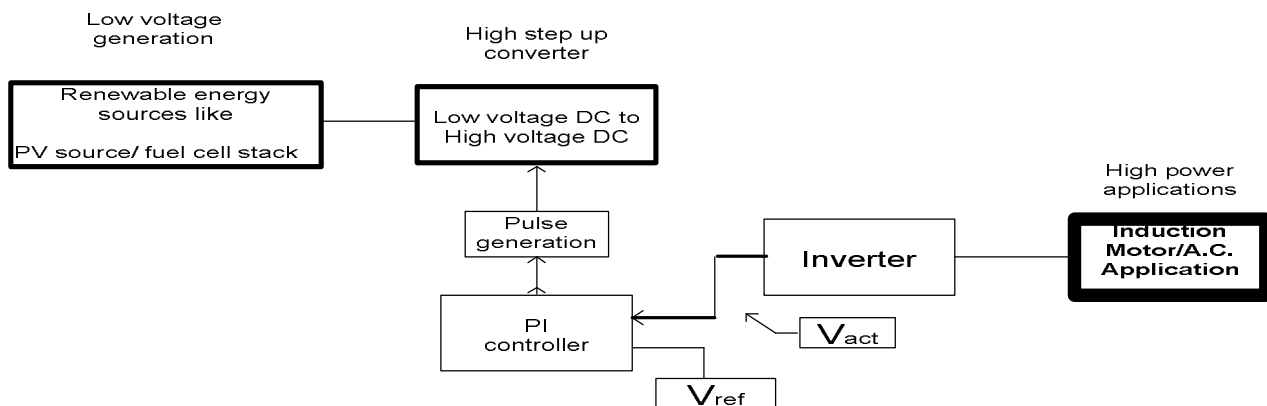 Low voltage
generation
High step up
converter
Renewable energy
sources like
PV source/ fuel cell stack
Low voltage DC to
High voltage DC
High power
applications
Pulse
generation
Inverter
Induction
Motor/A.C.
Application
PI
controller
Vact
Vref